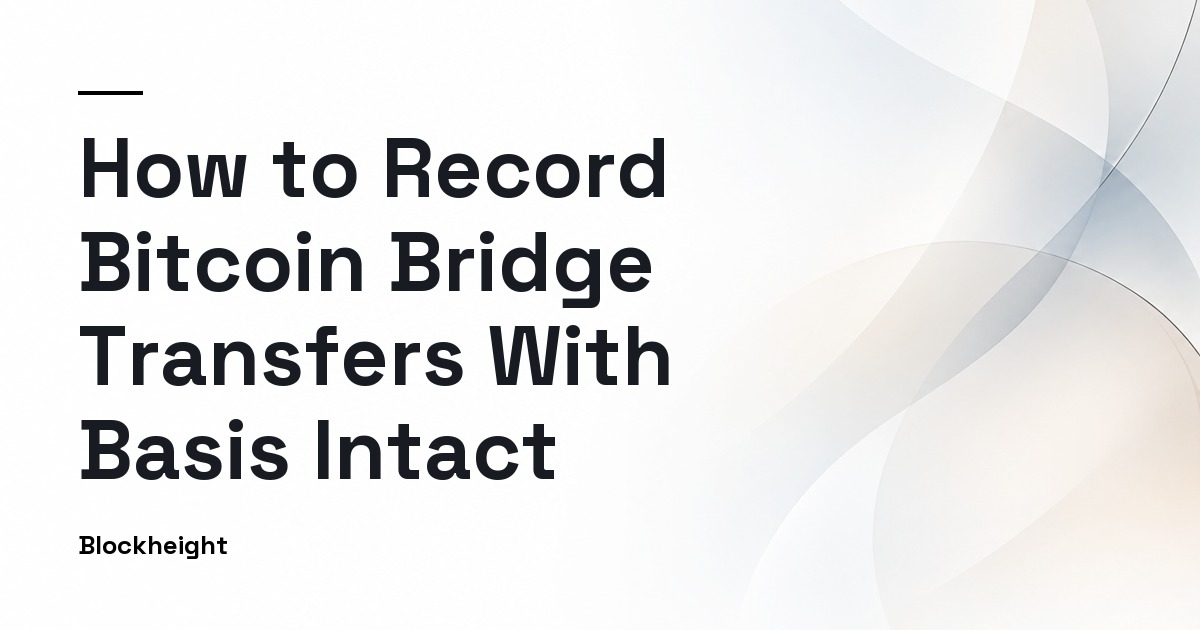 How to Record
Bitcoin Bridge
Transfers With
Basis Intact
Blockheight